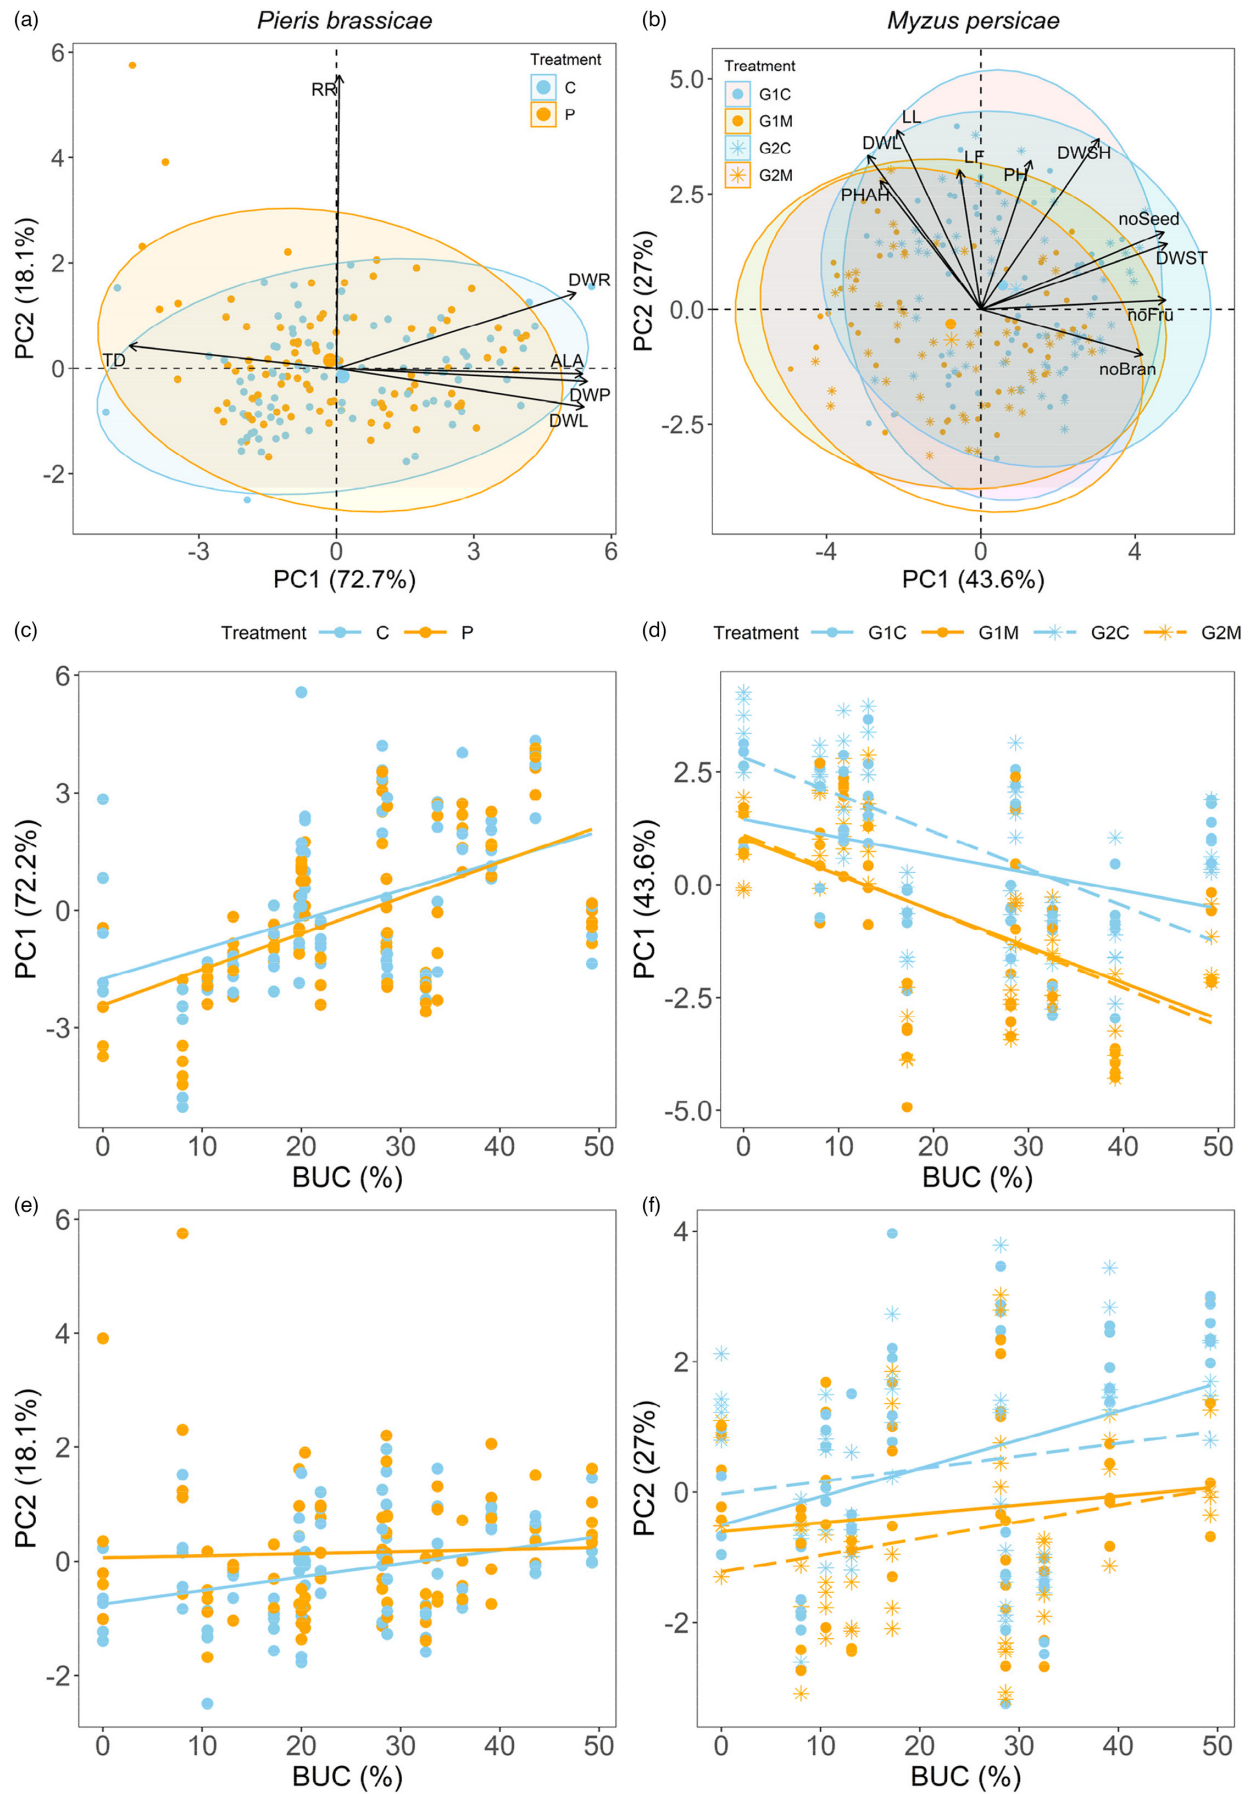 (a)
Pieris brassicae
Treatment
C
P
RR
DWR
TD
ALA
DWP
DWL
6
4
2
0
-2
PC2 (18.1%)
-3
0
3
6
PC1 (72.7%)
(b)
Myzus persicae
Treatment
G1C
G1M
G2C
G2M
LL
DWL
LF
PH
DWSH
PHAH
noSeed
DWST
noFru
noBran
5.0
2.5
0.0
-2.5
PC2 (27%)
-4
0
4
PC1 (43.6%)
(c)
Treatment
C
P
6
3
0
-3
PC1 (72.2%)
0
10
20
30
40
50
BUC (%)
(d)
Treatment
G1C
G1M
G2C
G2M
2.5
0.0
-2.5
-5.0
PC1 (43.6%)
0
10
20
30
40
50
BUC (%)
(e)
6
4
2
0
-2
PC2 (18.1%)
0
10
20
30
40
50
BUC (%)
(f)
4
2
0
-2
PC2 (27%)
0
10
20
30
40
50
BUC (%)